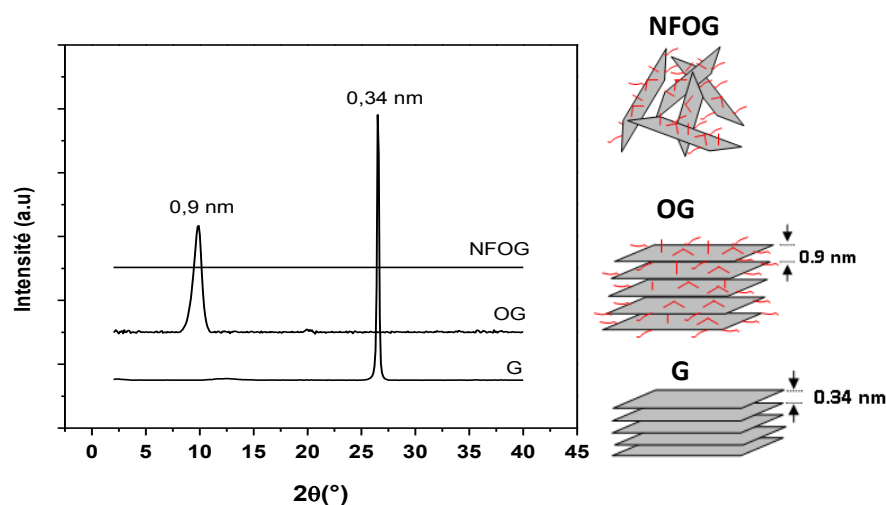 NFOG
0,34 nm
0,9 nm
NFOG
OG
G
Intensité (a.u)
0 5 10 15 20 25 30 35 40 45
2θ(°)
OG
0.9 nm
G
0.34 nm